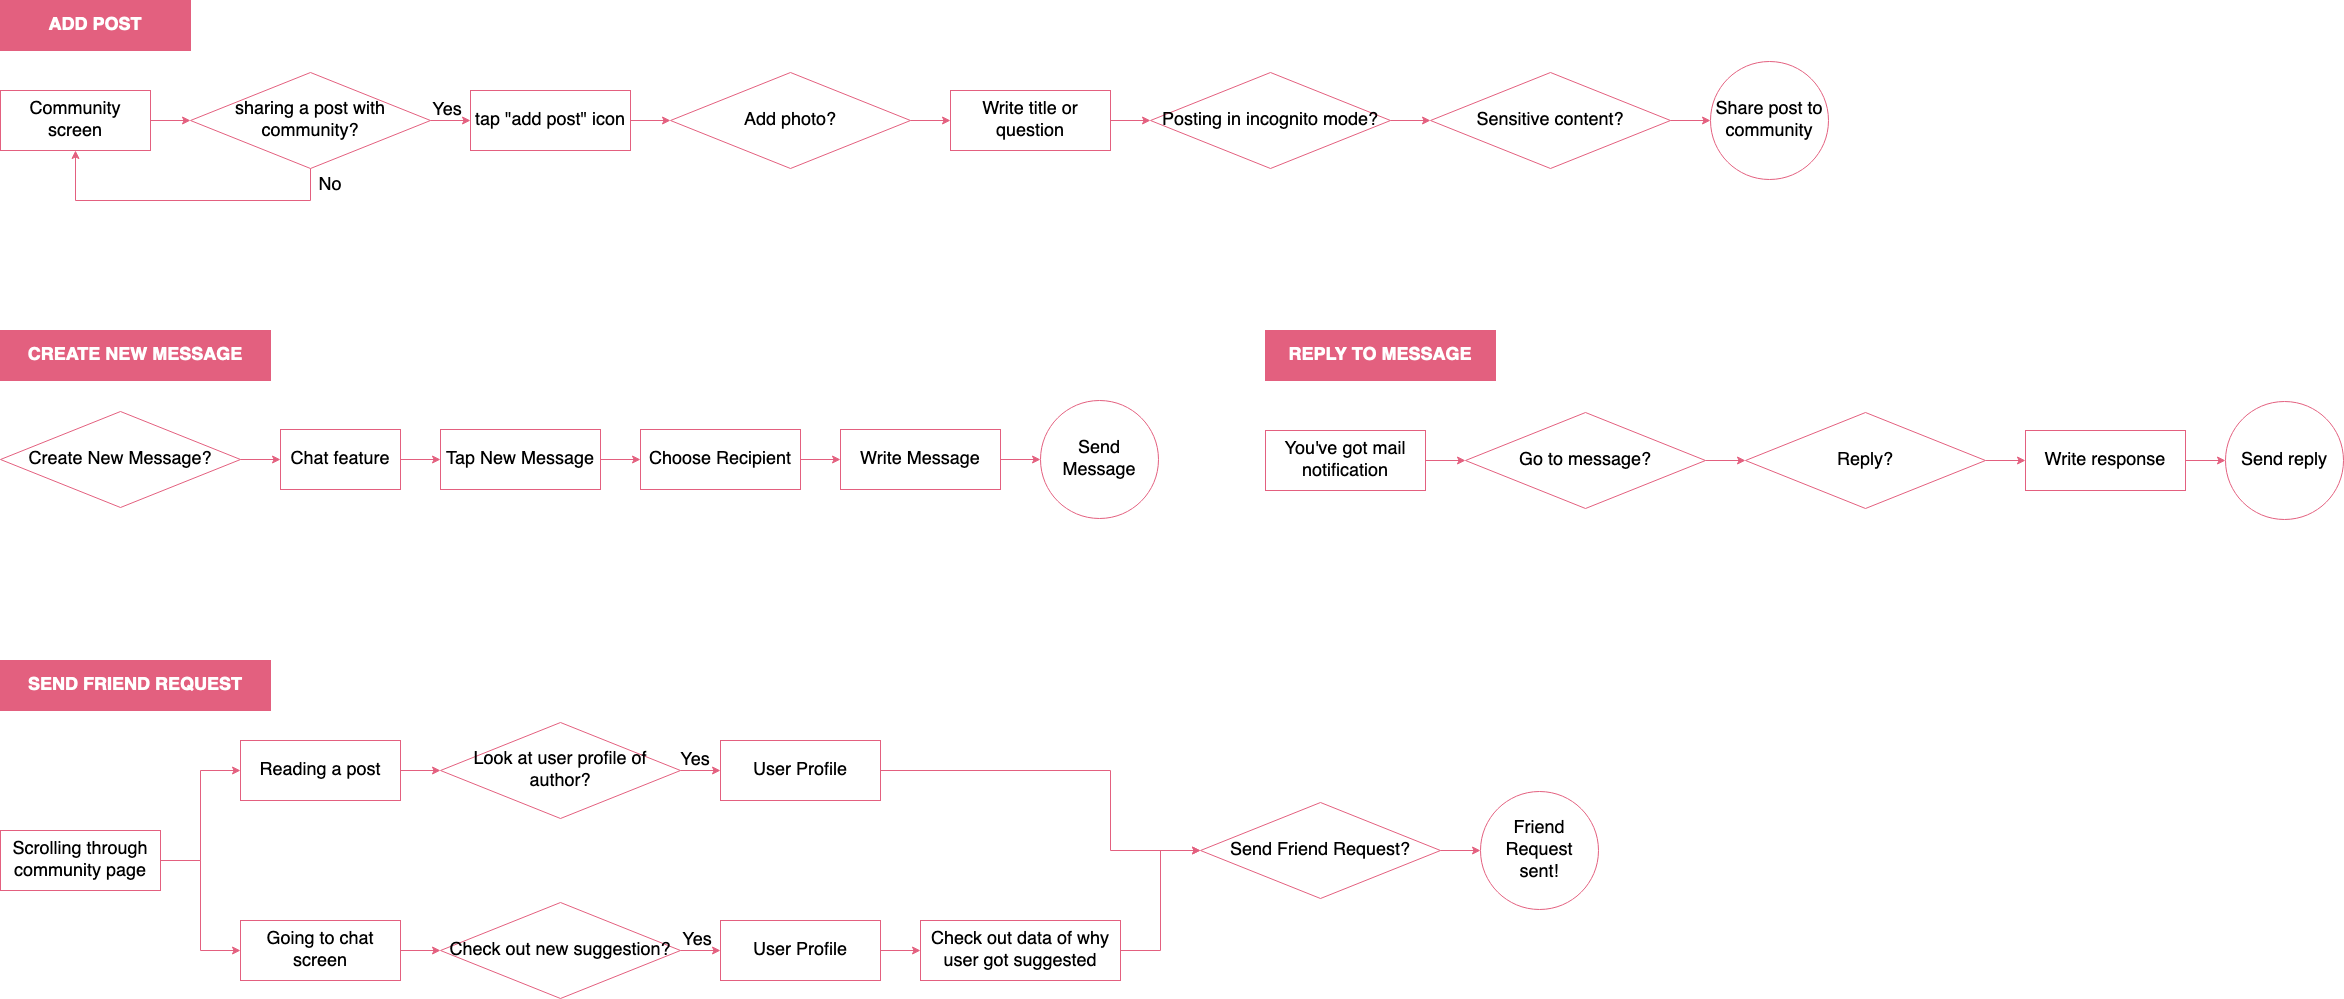 ADD POST
Community
screen
sharing a post with
community?
Yes
No
tap "add post" icon
Add photo?
Write title or
question
Posting in incognito mode?
Sensitive content?
Share post to
community
CREATE NEW MESSAGE
Create New Message?
Chat feature
Tap New Message
Choose Recipient
Write Message
Send
Message
REPLY TO MESSAGE
You've got mail
notification
Go to message?
Reply?
Write response
Send reply
SEND FRIEND REQUEST
Scrolling through
community page
Reading a post
Look at user profile of
author?
Yes
User Profile
Going to chat
screen
Check out new suggestion?
Yes
User Profile
Check out data of why
user got suggested
Send Friend Request?
Friend
Request
sent!